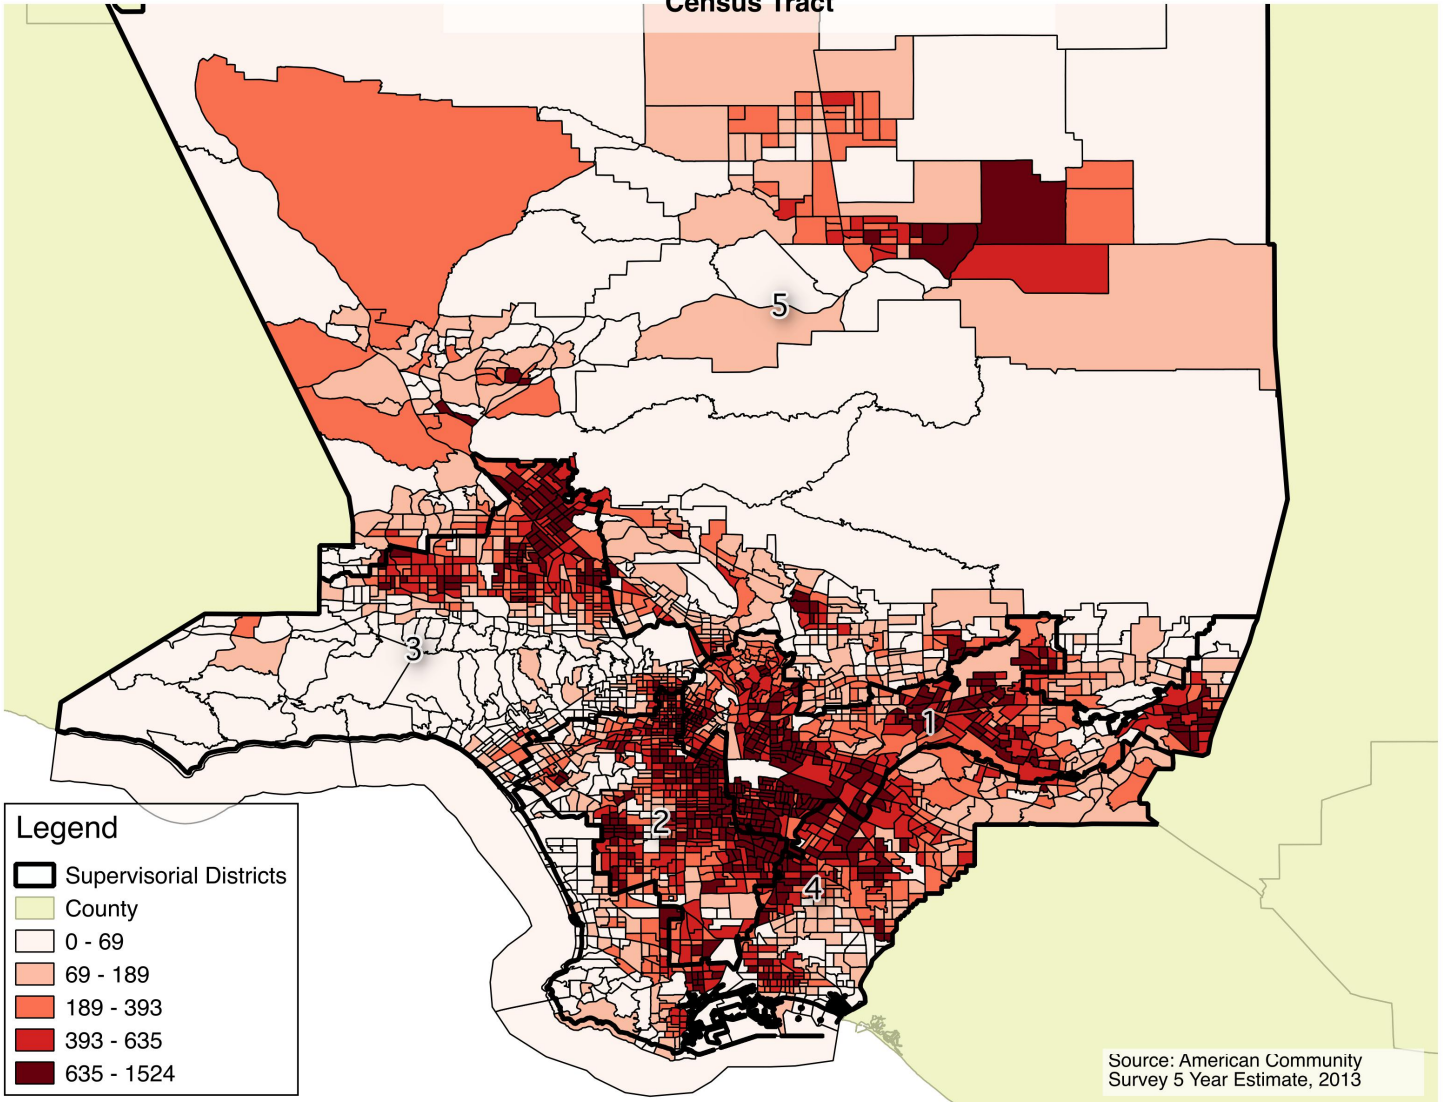 Census Tract
5
3
1
2
4
Legend
Supervisorial Districts
County
0 - 69
69 - 189
189 - 393
393 - 635
635 - 1524
Source: American Community
Survey 5 Year Estimate, 2013